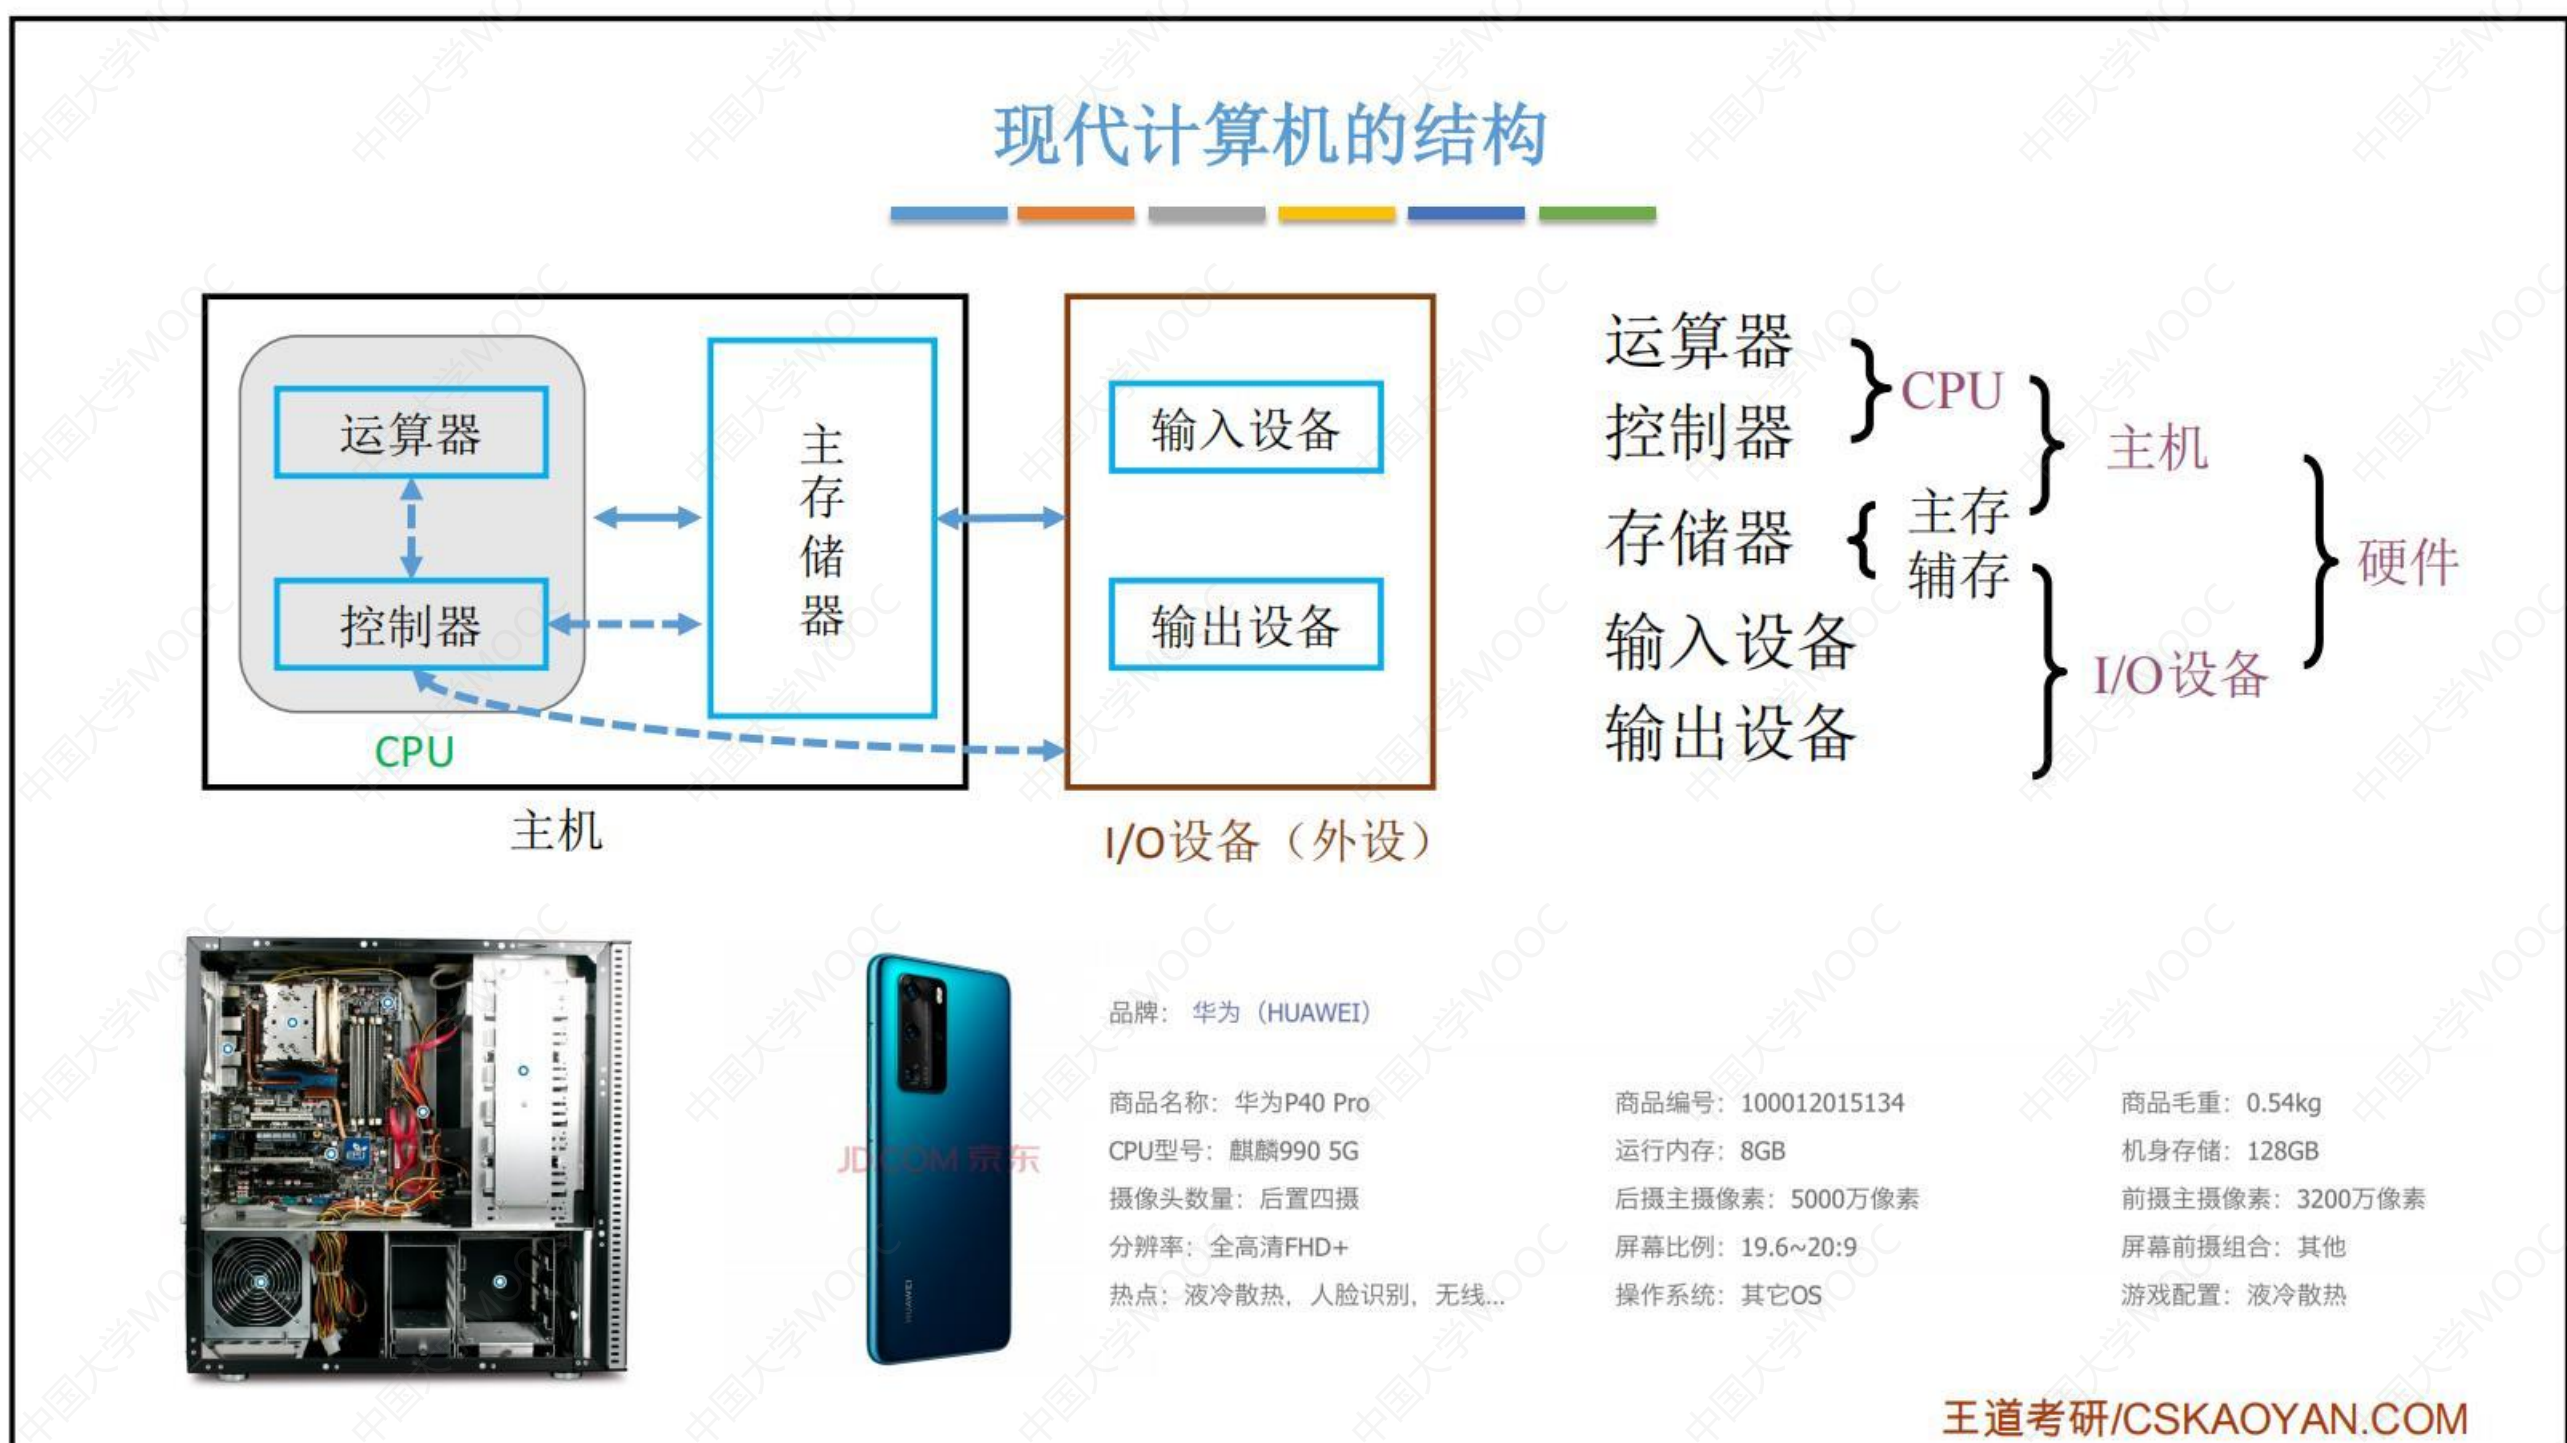 现代计算机的结构
运算器
控制器
CPU
主存储器
主机
输入设备
输出设备
I/O设备（外设）
运算器
控制器
CPU
存储器
主存
辅存
主机
输入设备
输出设备
I/O设备
硬件
HUAWEI
JD.COM 京东
品牌： 华为（HUAWEI）
商品名称：华为P40 Pro 商品编号：100012015134 商品毛重：0.54kg
CPU型号：麒麟990 5G 运行内存：8GB 机身存储：128GB
摄像头数量：后置四摄 后摄主摄像素：5000万像素 前摄主摄像素：3200万像素
分辨率：全高清FHD+ 屏幕比例：19.6~20:9 屏幕前摄组合：其他
热点：液冷散热，人脸识别，无线... 操作系统：其它OS 游戏配置：液冷散热
王道考研/CSKAOYAN.COM
中国大学MOOC